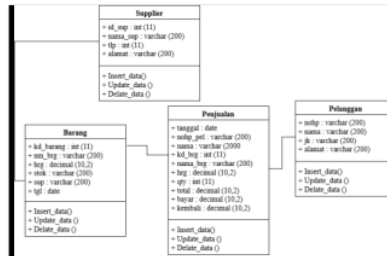 Supplier
+ id_sup : int (11)
+ nama_sup : varchar (200)
+ tlp : int (11)
+ alamat : varchar (200)
+ Insert_data()
+ Update_data ()
+ Delate_data ()
Barang
+ kd_barang : int (11)
+ nm_brg : varchar (200)
+ hrg : decimal (10,2)
+ stok : varchar (200)
+ sup : varchar (200)
+ tgl : date
+ Insert_data()
+ Update_data ()
+ Delate_data ()
Penjualan
+ tanggal : date
+ nohp_pel : varchar (200)
+ nama : varchar (2000
+ kd_brg : int (11)
+ nama_brg : varchar (200)
+ hrg : decimal (10,2)
+ qty : int (11)
+ total : decimal (10,2)
+ bayar : decimal (10,2)
+ kembali : decimal (10,2)
+ Insert_data()
+ Update_data ()
+ Delate_data ()
Pelanggan
+ nohp : varchar (200)
+ nama : varchar (200)
+ jk : varchar (200)
+ alamat : varchar (200)
+ Insert_data()
+ Update_data ()
+ Delate_data ()